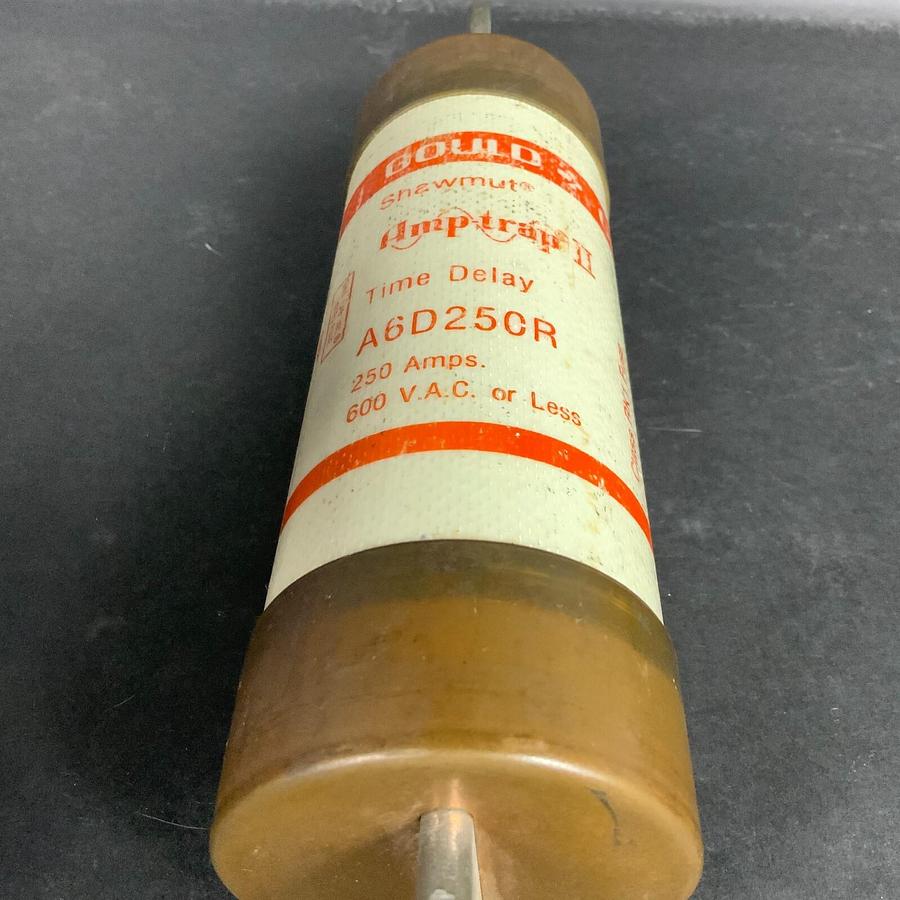 GOULD
Shawmut®
Amp-trap II
Time Delay
A6D250R
250 Amps.
600 V.A.C. or Less